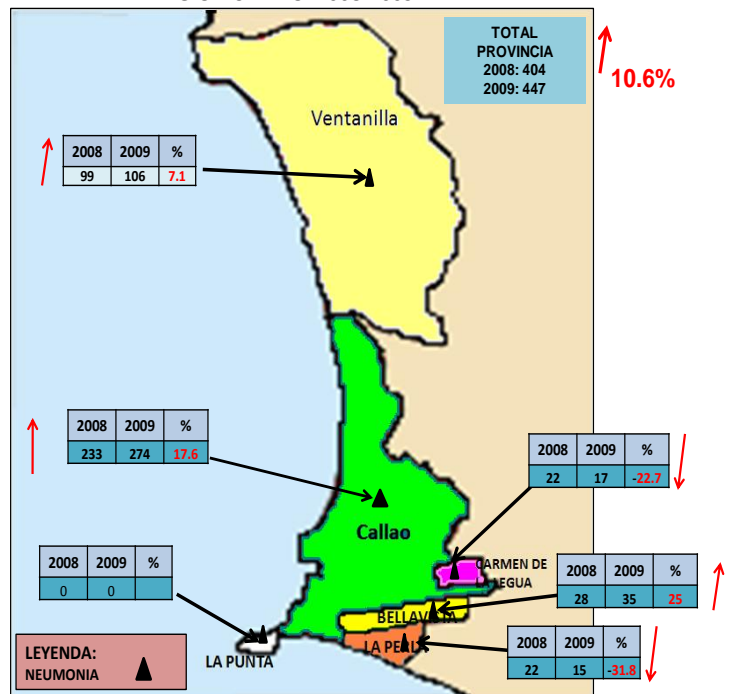 TOTAL
PROVINCIA
2008: 404
2009: 447
10.6%
Ventanilla
2008 2009 %
99 106 7.1
2008 2009 %
233 274 17.6
Callao
2008 2009 %
22 17 -22.7
CARMEN DE
LA LEGUA
2008 2009 %
0 0
2008 2009 %
28 35 25
BELLAVISTA
LA PERLA
2008 2009 %
22 15 -31.8
LA PUNTA
LEYENDA:
NEUMONIA